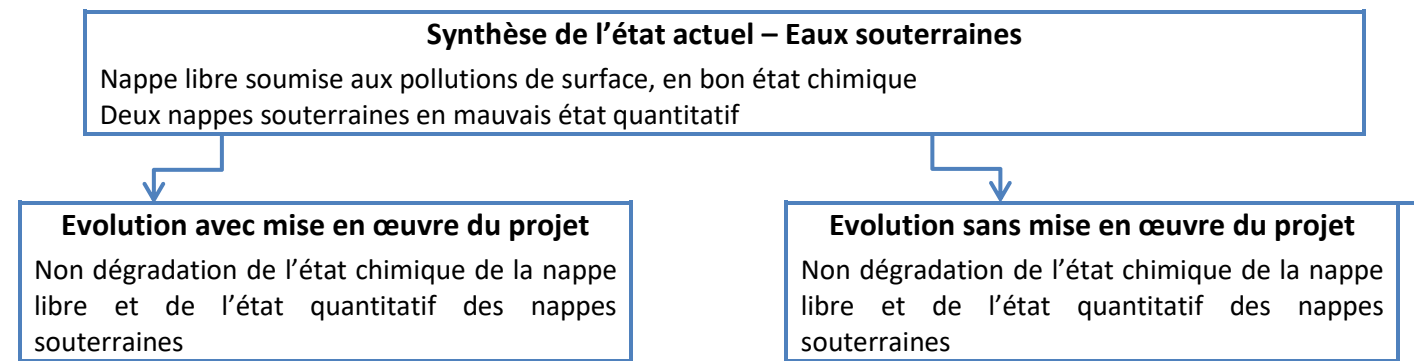 Synthèse de l’état actuel – Eaux souterraines
Nappe libre soumise aux pollutions de surface, en bon état chimique
Deux nappes souterraines en mauvais état quantitatif
Evolution avec mise en œuvre du projet
Non dégradation de l’état chimique de la nappe
libre et de l’état quantitatif des nappes
souterraines
Evolution sans mise en œuvre du projet
Non dégradation de l’état chimique de la nappe
libre et de l’état quantitatif des nappes
souterraines